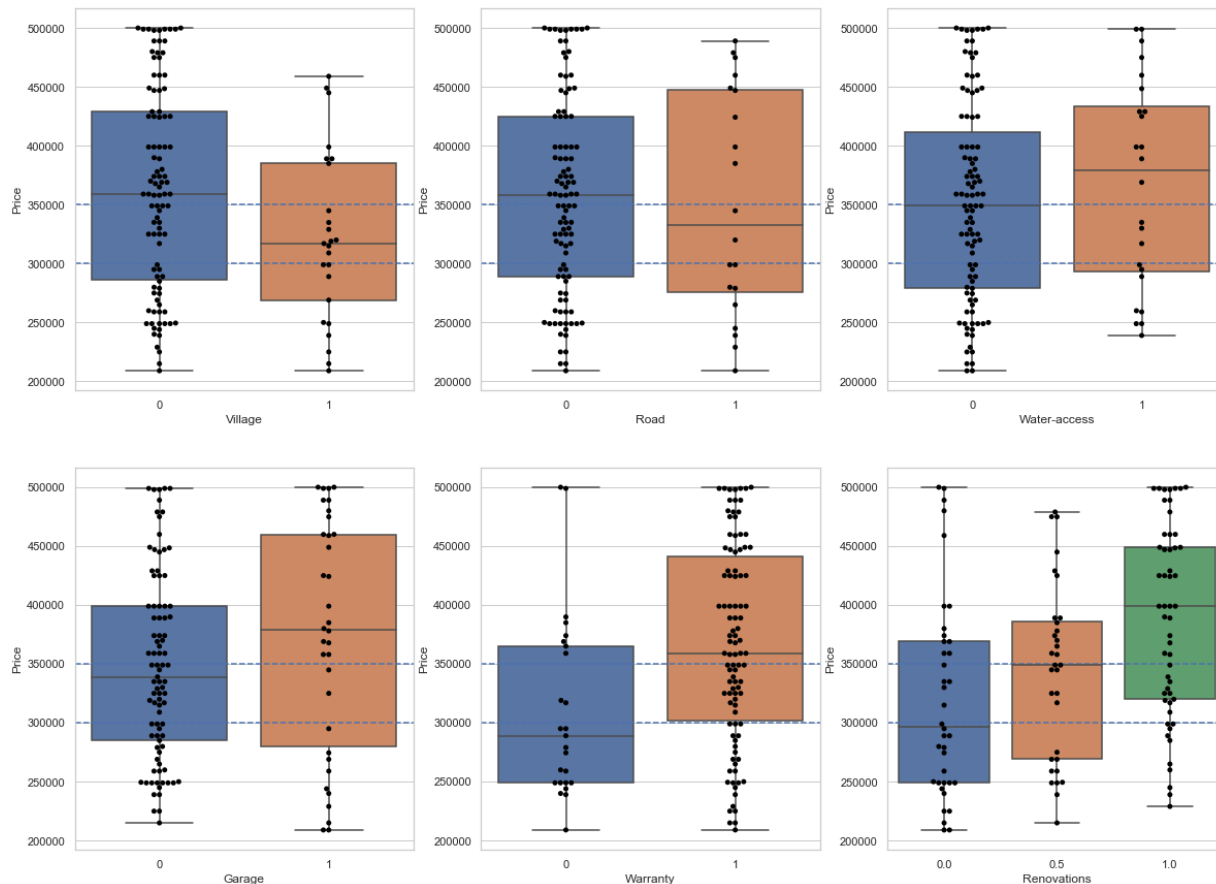 500000 500000 500000
450000 450000 450000
400000 400000 400000
Price Price Price
350000 350000 350000
300000 300000 300000
250000 250000 250000
200000 200000 200000
0 1 0 1 0 1
Village Road Water-access
500000 500000 500000
450000 450000 450000
400000 400000 400000
Price Price Price
350000 350000 350000
300000 300000 300000
250000 250000 250000
200000 200000 200000
0 1 0 1 0.0 0.5 1.0
Garage Warranty Renovations